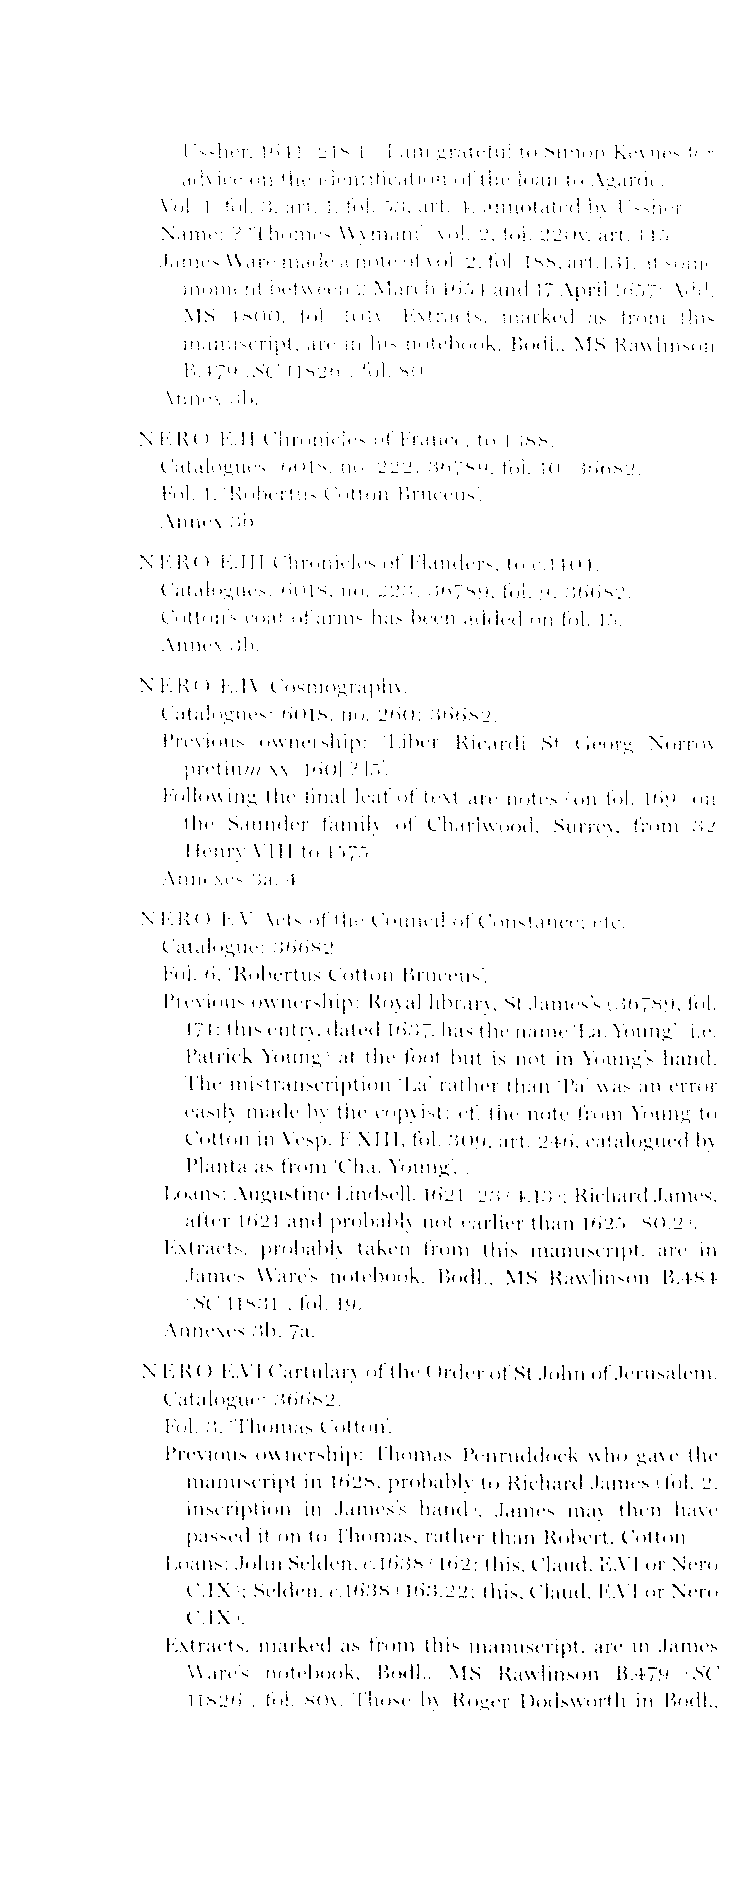 Ussher, 1641 (248.1). I am grateful to Simon Keynes for
advice on the identification of the loan to Agarde.
Vol. 1, fol. 3, art. 1, fol. 53, art. 4, annotated by Ussher.
Name: ? 'Thomes Wyman', vol. 2, fol. 220v, art. 145.
James Ware made a note of vol. 2, fol. 188, art. 131, at some
moment between 2 March 1654 and 17 April 1657: Add.
MS 4800, fol. Extracts, marked as from this
manuscript, are in his notebook, Bodl., MS Rawlinson
B.479 (SC 11826), fol. 80.
Annex 3b.
NERO E.II Chronicles of France, to 1388.
Catalogues: 6018, no. 222; 36789, fol. 10; 36682.
Fol. 1, 'Robertus Cotton Bruceus'.
Annex 3b.
NERO E.III Chronicles of Flanders, to c.1404.
Catalogues: 6018, no. 223; 36789, fol. 9; 36682.
Cotton's coat of arms has been added on fol. 15.
Annex 3b.
NERO E.IV Cosmography.
Catalogues: 6018, no. 260; 36682.
Previous ownership: 'Liber Ricardi St Georg Norroy
pretium xx 160[?]5'.
Following the final leaf of text are notes (on fol. 169) on
the Saunder family of Charlwood, Surrey, from 32
Henry VIII to 1575.
Annexes 3a, 4.
NERO E.V Acts of the Council of Constance; etc.
Catalogue: 36682.
Fol. 6, 'Robertus Cotton Bruceus'.
Previous ownership: Royal library, St James's (36789, fol.
174: this entry, dated 1637, has the name 'La. Young' (i.e.
Patrick Young) at the foot but is not in Young's hand.
The mistranscription 'La' rather than 'Pa' was an error
easily made by the copyist: cf. the note from Young to
Cotton in Vesp. F.XIII, fol. 309, art. 246, catalogued by
Planta as from 'Cha. Young'.).
Loans: Augustine Lindsell, 1621–23 (4.13); Richard James,
after 1621 and probably not earlier than 1625 (80.2).
Extracts, probably taken from this manuscript, are in
James Ware's notebook, Bodl., MS Rawlinson B.484
(SC 11831), fol. 19.
Annexes 3b, 7a.
NERO E.VI Cartulary of the Order of St John of Jerusalem.
Catalogue: 36682.
Fol. 3, 'Thomas Cotton'.
Previous ownership: Thomas Penruddock who gave the
manuscript in 1628, probably to Richard James (fol. 2,
inscription in James's hand). James may then have
passed it on to Thomas, rather than Robert, Cotton.
Loans: John Selden, c.1638 (162: this, Claud. E.VI or Nero
C.IX); Selden, c.1638 (163.22: this, Claud. E.VI or Nero
C.IX).
Extracts, marked as from this manuscript, are in James
Ware's notebook, Bodl., MS Rawlinson B.479 (SC
11826), fol. 80v. Those by Roger Dodsworth in Bodl.,